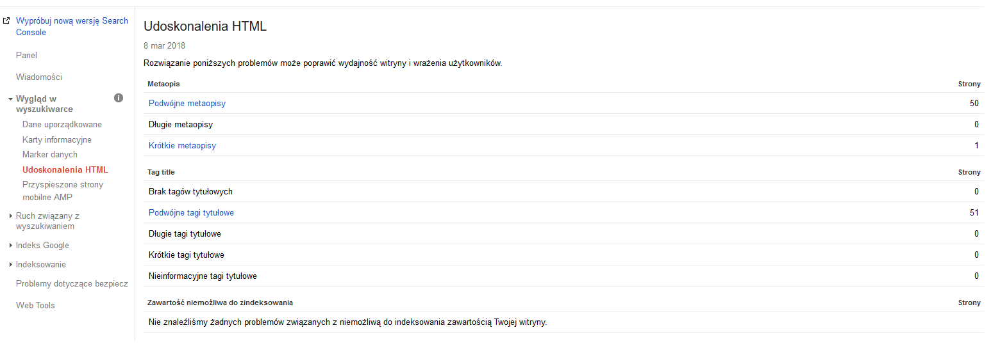 Wypróbuj nową wersję Search
Console
Panel
Wiadomości
Wygląd w
wyszukiwarce
Dane uporządkowane
Karty informacyjne
Marker danych
Udoskonalenia HTML
Przyspieszone strony
mobilne AMP
Ruch związany z
wyszukiwaniem
Indeks Google
Indeksowanie
Problemy dotyczące bezpiecz
Web Tools
Udoskonalenia HTML
8 mar 2018
Rozwiązanie poniższych problemów może poprawić wydajność witryny i wrażenia użytkowników.
Metaopis Strony
Podwójne metaopisy 50
Długie metaopisy 0
Krótkie metaopisy 1
Tag title Strony
Brak tagów tytułowych 0
Podwójne tagi tytułowe 51
Długie tagi tytułowe 0
Krótkie tagi tytułowe 0
Nieinformacyjne tagi tytułowe 0
Zawartość niemożliwa do zindeksowania Strony
Nie znaleźliśmy żadnych problemów związanych z niemożliwą do indeksowania zawartością Twojej witryny.